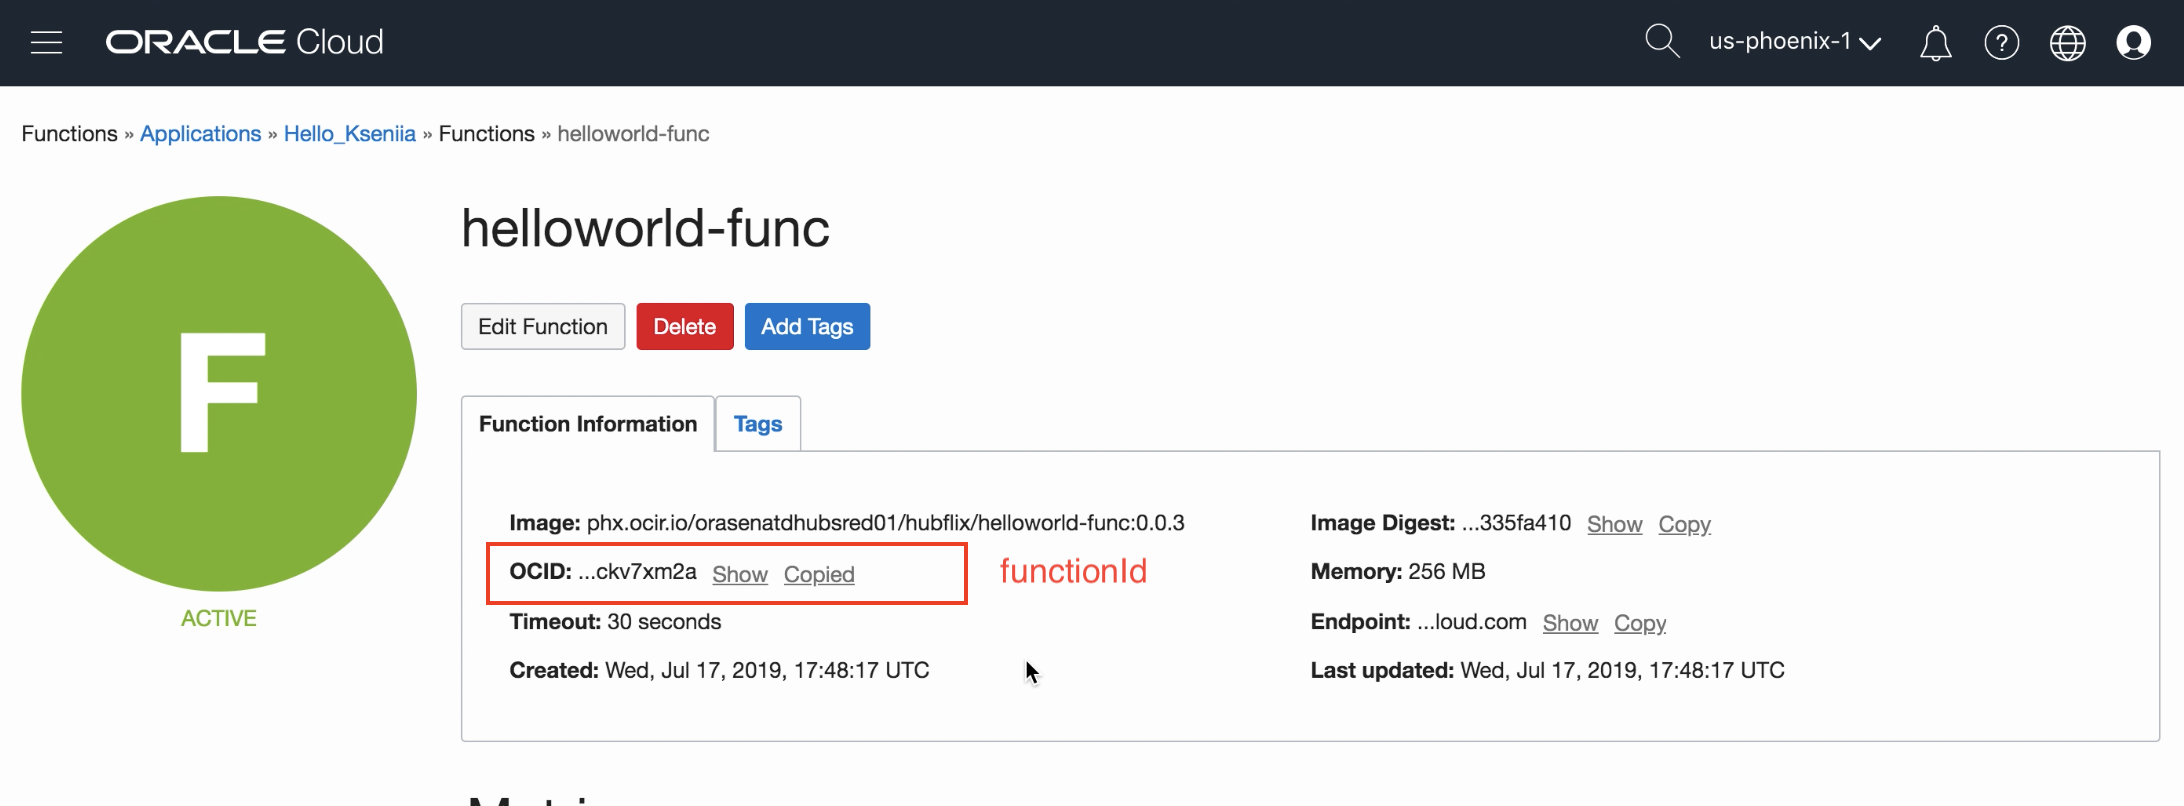 ORACLE Cloud
us-phoenix-1
?
Functions » Applications » Hello_Kseniia » Functions » helloworld-func
F
ACTIVE
helloworld-func
Edit Function
Delete
Add Tags
Function Information
Tags
Image: phx.ocir.io/orasenatdhubsred01/hubflix/helloworld-func:0.0.3
OCID: ...ckv7xm2a Show Copied
functionId
Timeout: 30 seconds
Created: Wed, Jul 17, 2019, 17:48:17 UTC
Image Digest: ...335fa410 Show Copy
Memory: 256 MB
Endpoint: ...loud.com Show Copy
Last updated: Wed, Jul 17, 2019, 17:48:17 UTC